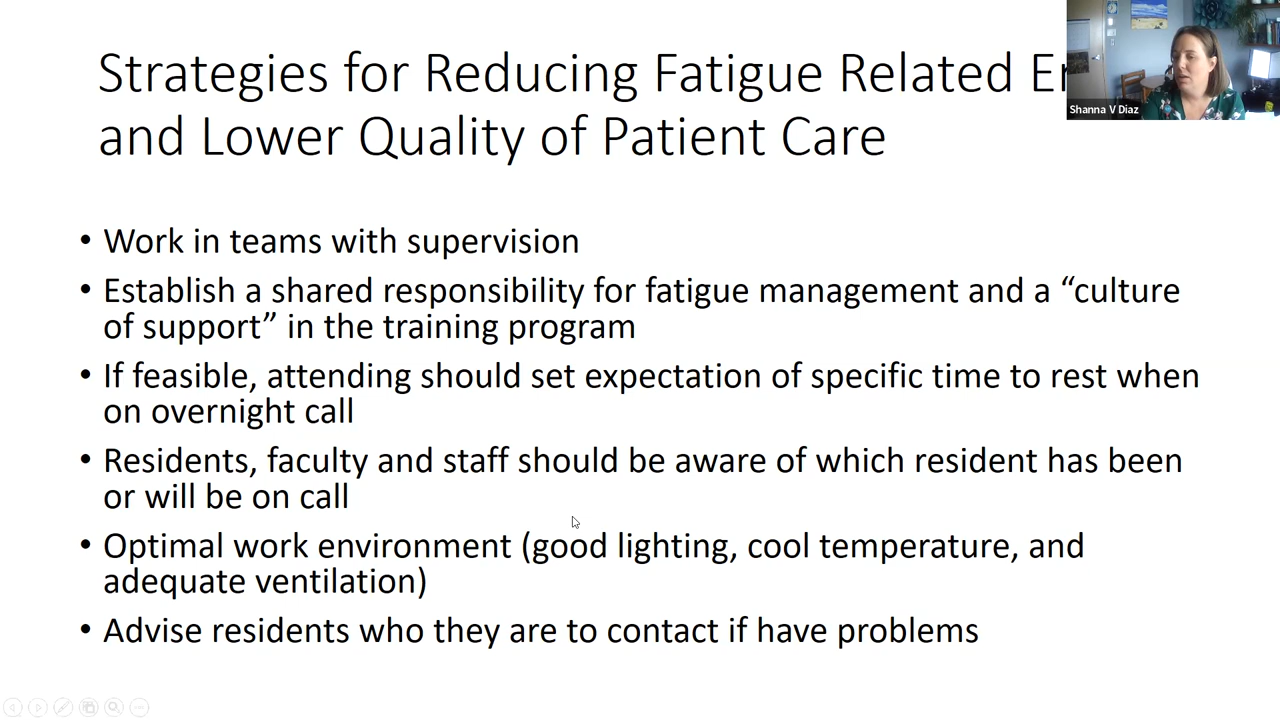 Strategies for Reducing Fatigue Related
and Lower Quality of Patient Care
Shanna V Diaz
• Work in teams with supervision
• Establish a shared responsibility for fatigue management and a “culture
of support” in the training program
• If feasible, attending should set expectation of specific time to rest when
on overnight call
• Residents, faculty and staff should be aware of which resident has been
or will be on call
• Optimal work environment (good lighting, cool temperature, and
adequate ventilation)
• Advise residents who they are to contact if have problems